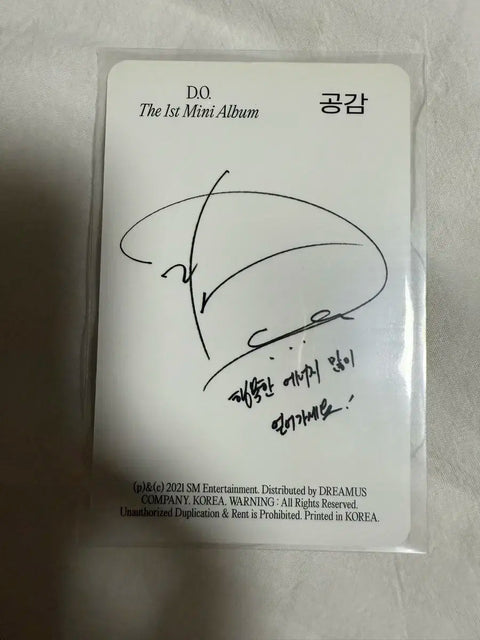 D.O.
The 1st Mini Album
공감
행복한 에너지 많이
얻어가세요!
(p)&(c) 2021 SM Entertainment. Distributed by DREAMUS
COMPANY. KOREA. WARNING : All Rights Reserved.
Unauthorized Duplication & Rent is Prohibited. Printed in KOREA.